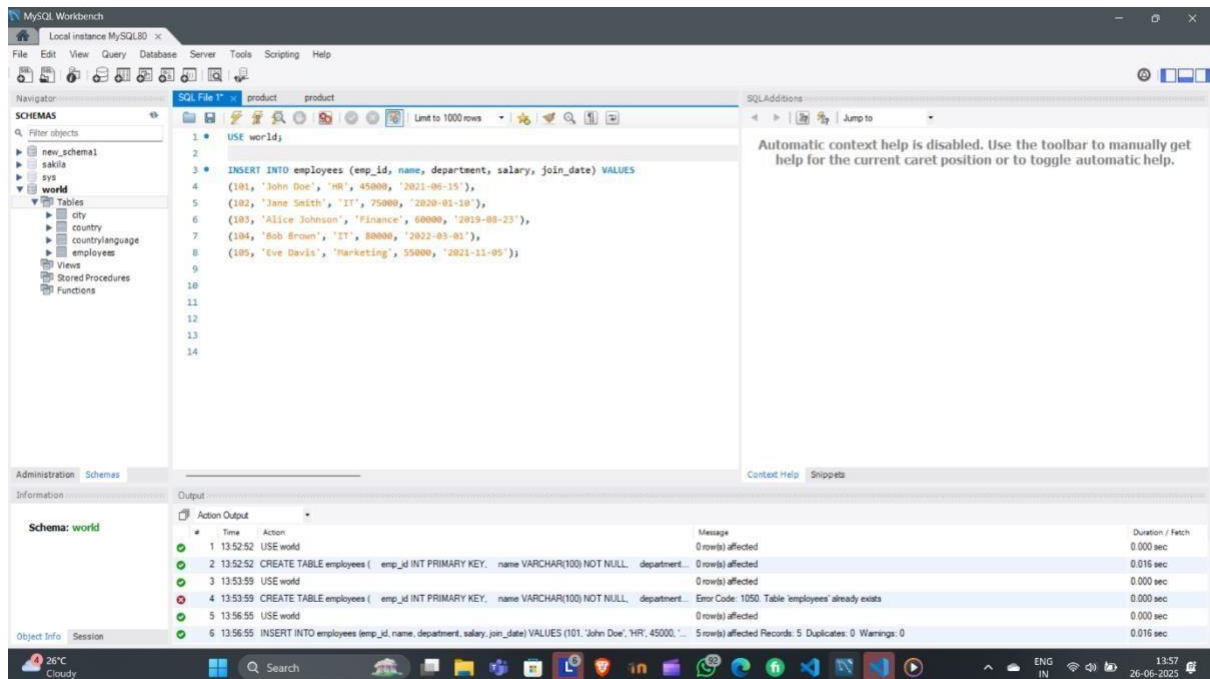 MySQL Workbench
Local instance MySQL80 ×
File Edit View Query Database Server Tools Scripting Help
Navigator
SCHEMAS
Filter objects
new_schema1
sakila
sys
world
Tables
city
country
countrylanguage
employees
Views
Stored Procedures
Functions
Administration Schemas
Information
Schema: world
Object Info Session
SQL File 1* × product product
Limit to 1000 rows
1 USE world;
2
3 INSERT INTO employees (emp_id, name, department, salary, join_date) VALUES
4 (101, 'John Doe', 'HR', 45000, '2021-06-15'),
5 (102, 'Jane Smith', 'IT', 75000, '2020-01-10'),
6 (103, 'Alice Johnson', 'Finance', 60000, '2019-08-23'),
7 (104, 'Bob Brown', 'IT', 80000, '2022-03-01'),
8 (105, 'Eve Davis', 'Marketing', 55000, '2021-11-05');
9
10
11
12
13
14
SQLAdditions
Jump to
Automatic context help is disabled. Use the toolbar to manually get
help for the current caret position or to toggle automatic help.
Context Help Snippets
Output
Action Output
# Time Action Message Duration / Fetch
1 13:52:52 USE world 0 row(s) affected 0.000 sec
2 13:52:52 CREATE TABLE employees ( emp_id INT PRIMARY KEY, name VARCHAR(100) NOT NULL, department... 0 row(s) affected 0.016 sec
3 13:53:59 USE world 0 row(s) affected 0.000 sec
4 13:53:59 CREATE TABLE employees ( emp_id INT PRIMARY KEY, name VARCHAR(100) NOT NULL, department... Error Code: 1050. Table 'employees' already exists 0.000 sec
5 13:56:55 USE world 0 row(s) affected 0.000 sec
6 13:56:55 INSERT INTO employees (emp_id, name, department, salary, join_date) VALUES (101, 'John Doe', 'HR', 45000, '... 5 row(s) affected Records: 5 Duplicates: 0 Warnings: 0 0.016 sec
4
26°C
Cloudy
Search
92
ENG
IN
13:57
26-06-2025